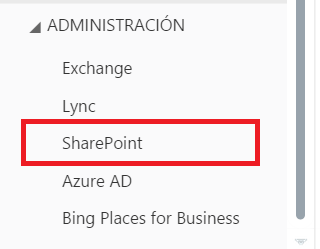 ADMINISTRACIÓN
Exchange
Lync
SharePoint
Azure AD
Bing Places for Business